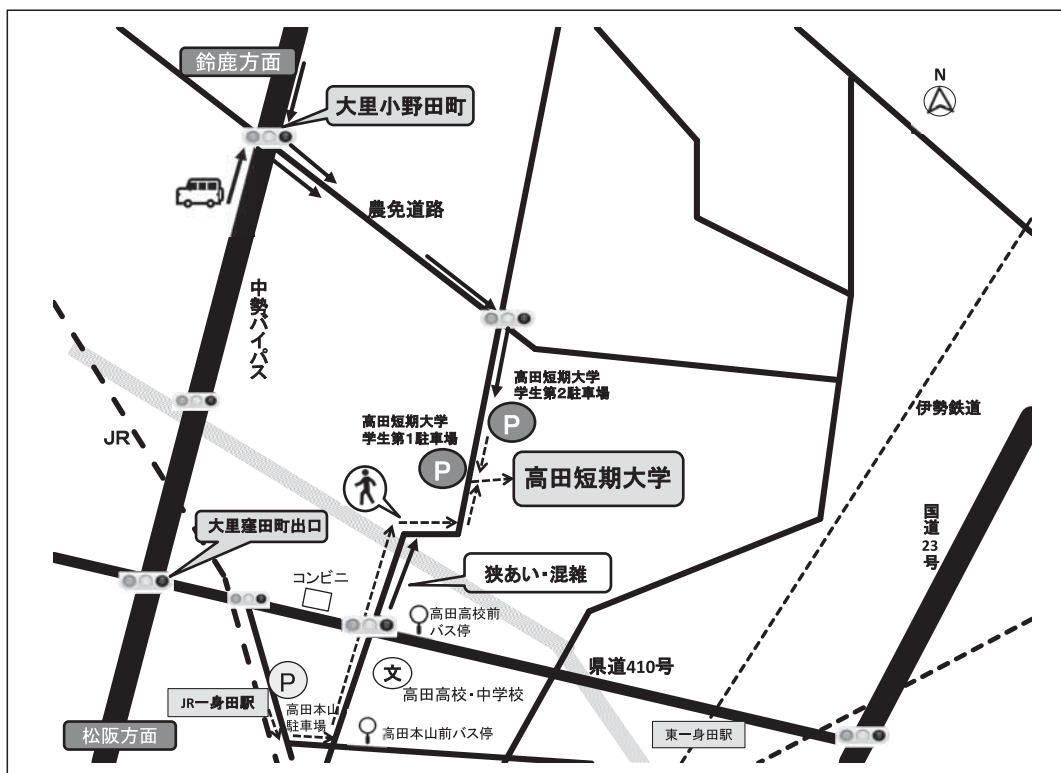 鈴鹿方面
大里小野田町
N
農免道路
中勢バイパス
高田短期大学
学生第2駐車場
P
高田短期大学
学生第1駐車場
P
高田短期大学
伊勢鉄道
JR
国道23号
大里窪田町出口
コンビニ
狭あい・混雑
高田高校前
バス停
県道410号
文
高田高校・中学校
P
JR一身田駅
高田本山
駐車場
高田本山前バス停
東一身田駅
松阪方面